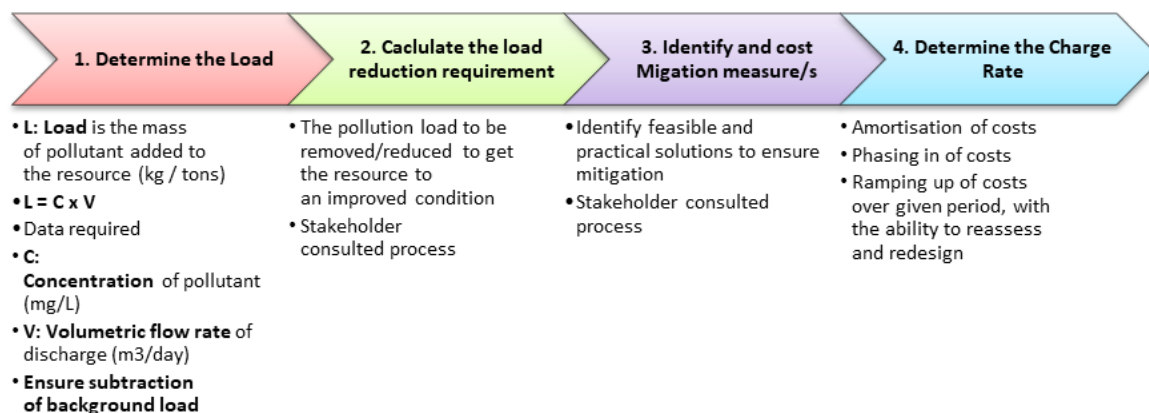 1. Determine the Load
2. Caclulate the load
reduction requirement
3. Identify and cost
Migation measure/s
4. Determine the Charge
Rate
• L: Load is the mass
of pollutant added to
the resource (kg / tons)
• L = C x V
• Data required
• C:
Concentration of pollutant
(mg/L)
• V: Volumetric flow rate of
discharge (m3/day)
• Ensure subtraction
of background load
• The pollution load to be
removed/reduced to get
the resource to
an improved condition
• Stakeholder
consulted process
• Identify feasible and
practical solutions to ensure
mitigation
• Stakeholder consulted
process
• Amortisation of costs
• Phasing in of costs
• Ramping up of costs
over given period, with
the ability to reassess
and redesign